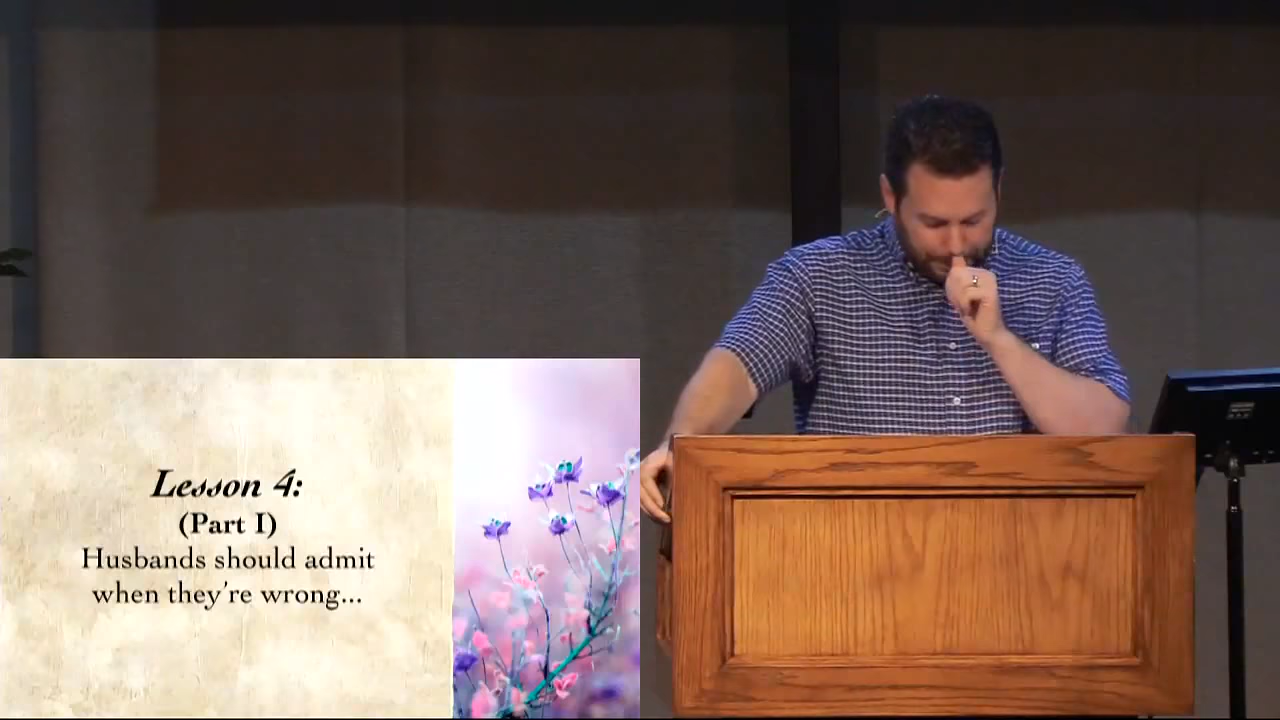 Lesson 4:
(Part I)
Husbands should admit
when they're wrong...